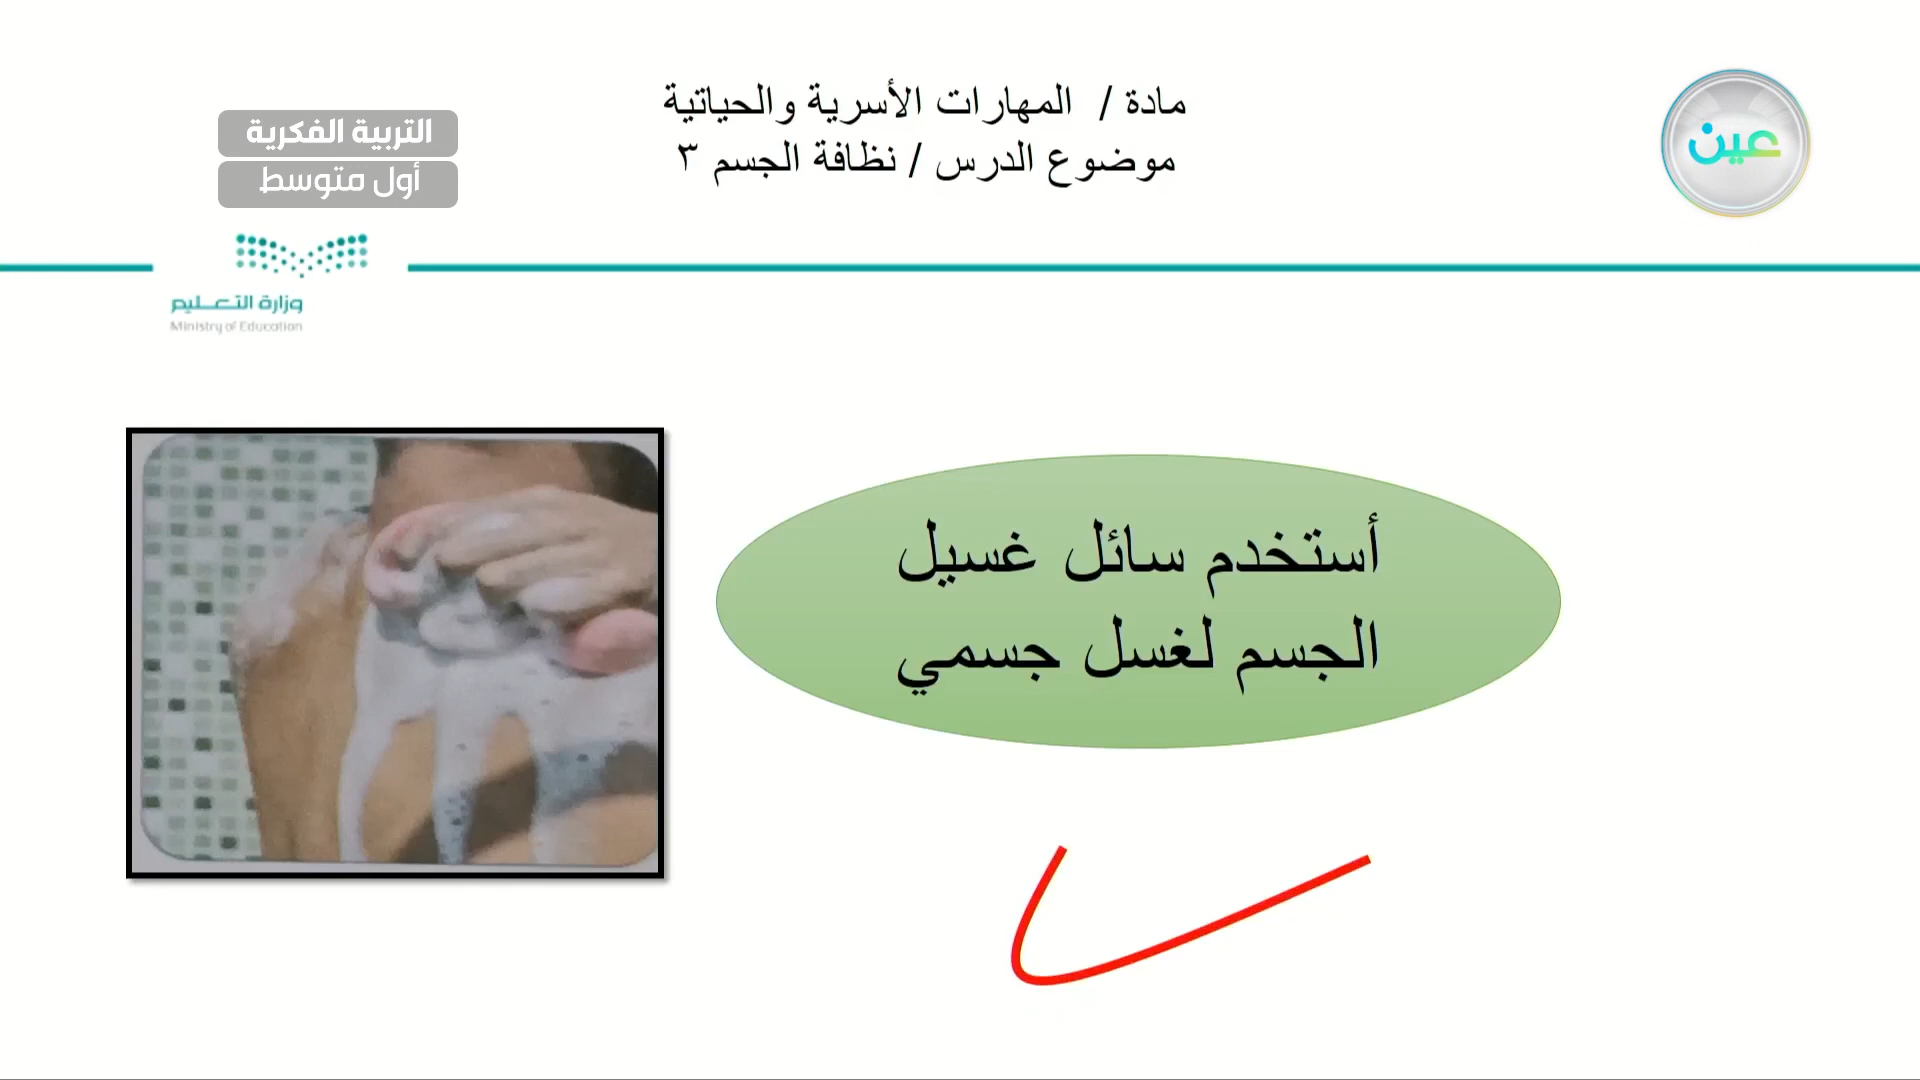 مادة / المهارات الأسرية والحياتية
موضوع الدرس / نظافة الجسم ٣
عين
التربية الفكرية
أول متوسط
وزارة التعليم
Ministry of Education
أستخدم سائل غسيل
الجسم لغسل جسمي